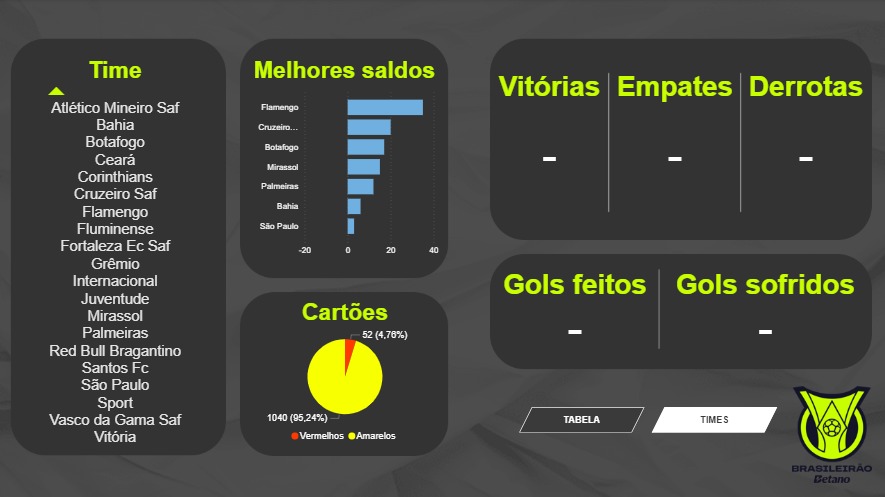 Time
Atlético Mineiro Saf
Bahia
Botafogo
Ceará
Corinthians
Cruzeiro Saf
Flamengo
Fluminense
Fortaleza Ec Saf
Grêmio
Internacional
Juventude
Mirassol
Palmeiras
Red Bull Bragantino
Santos Fc
São Paulo
Sport
Vasco da Gama Saf
Vitória
Melhores saldos
Flamengo
Cruzeiro...
Botafogo
Mirassol
Palmeiras
Bahia
São Paulo
-20 0 20 40
Cartões
52 (4,76%)
1040 (95,24%)
Vermelhos Amarelos
Vitórias Empates Derrotas
- - -
Gols feitos Gols sofridos
- -
TABELA TIMES
BRASILEIRÃO
Betano